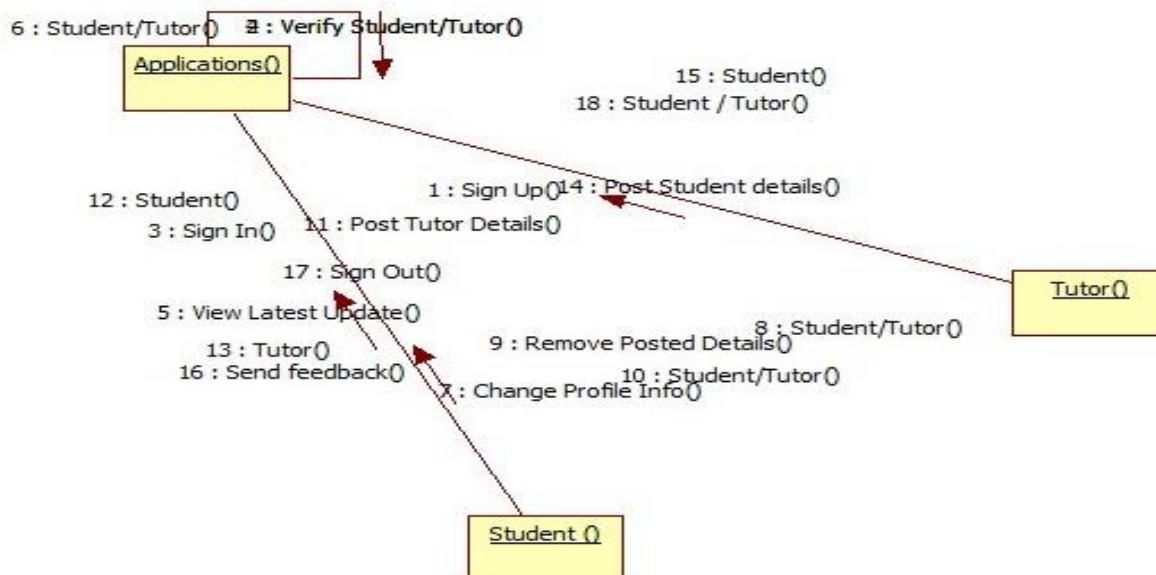 6 : Student/Tutor()
: Verify Student/Tutor()
Applications()
15 : Student()
18 : Student / Tutor()
1 : Sign Up()
14 : Post Student details()
12 : Student()
3 : Sign In()
11 : Post Tutor Details()
17 : Sign Out()
Tutor()
5 : View Latest Update()
8 : Student/Tutor()
9 : Remove Posted Details()
13 : Tutor()
16 : Send feedback()
10 : Student/Tutor()
7 : Change Profile Info()
Student ()